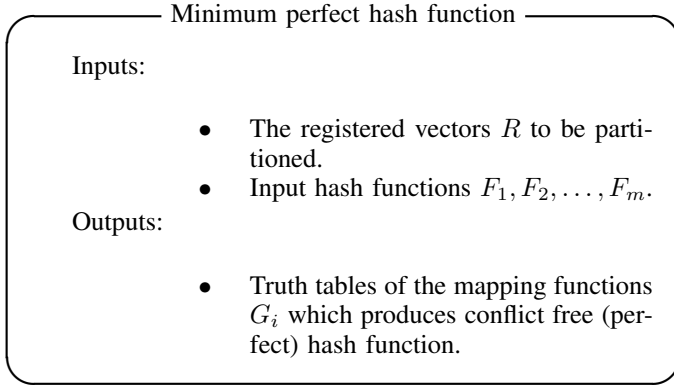 Minimum perfect hash function
Inputs:
• The registered vectors R to be parti-
tioned.
• Input hash functions F₁, F₂, . . . , Fₘ.
Outputs:
• Truth tables of the mapping functions
Gᵢ which produces conflict free (per-
fect) hash function.